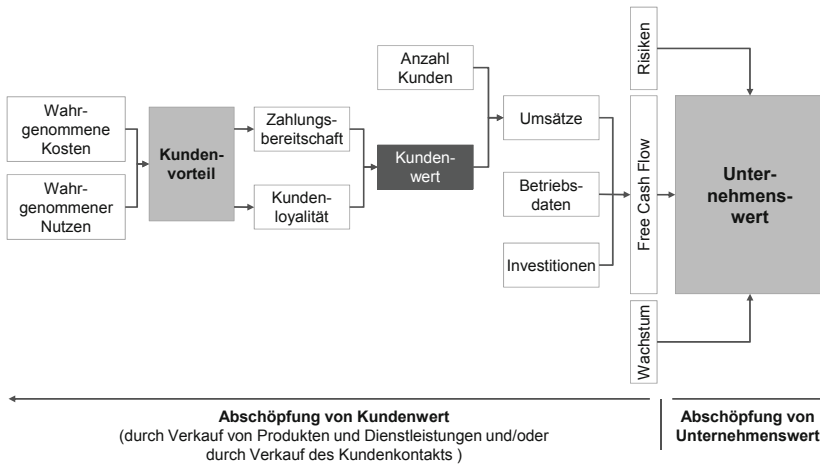 Wahr-
genommene
Kosten
Wahr-
genommener
Nutzen
Kunden-
vorteil
Zahlungs-
bereitschaft
Kunden-
loyalität
Anzahl
Kunden
Kunden-
wert
Umsätze
Betriebs-
daten
Investitionen
Risiken
Free Cash Flow
Wachstum
Unter-
nehmens-
wert
Abschöpfung von Kundenwert
(durch Verkauf von Produkten und Dienstleistungen und/oder
durch Verkauf des Kundenkontakts )
Abschöpfung von
Unternehmenswert